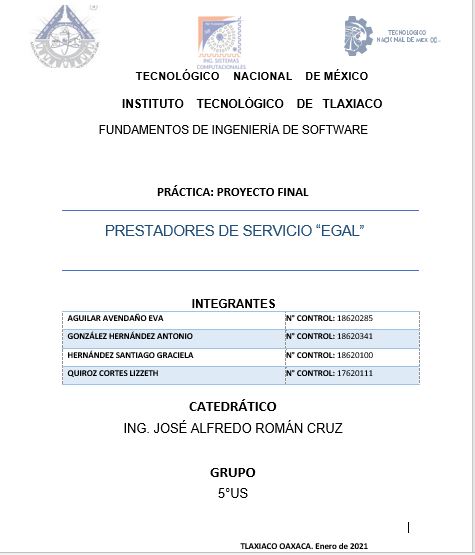 TECNOLÓGICO
NACIONAL DE MÉXICO
ING. SISTEMAS
COMPUTACIONALES
TECNOLÓGICO NACIONAL DE MÉXICO
INSTITUTO TECNOLÓGICO DE TLAXIACO
FUNDAMENTOS DE INGENIERÍA DE SOFTWARE
PRÁCTICA: PROYECTO FINAL
PRESTADORES DE SERVICIO “EGAL”
INTEGRANTES
AGUILAR AVENDAÑO EVA N° CONTROL: 18620285
GONZÁLEZ HERNÁNDEZ ANTONIO N° CONTROL: 18620341
HERNÁNDEZ SANTIAGO GRACIELA N° CONTROL: 18620100
QUIROZ CORTES LIZZETH N° CONTROL: 17620111
CATEDRÁTICO
ING. JOSÉ ALFREDO ROMÁN CRUZ
GRUPO
5°US
TLAXIACO OAXACA. Enero de 2021